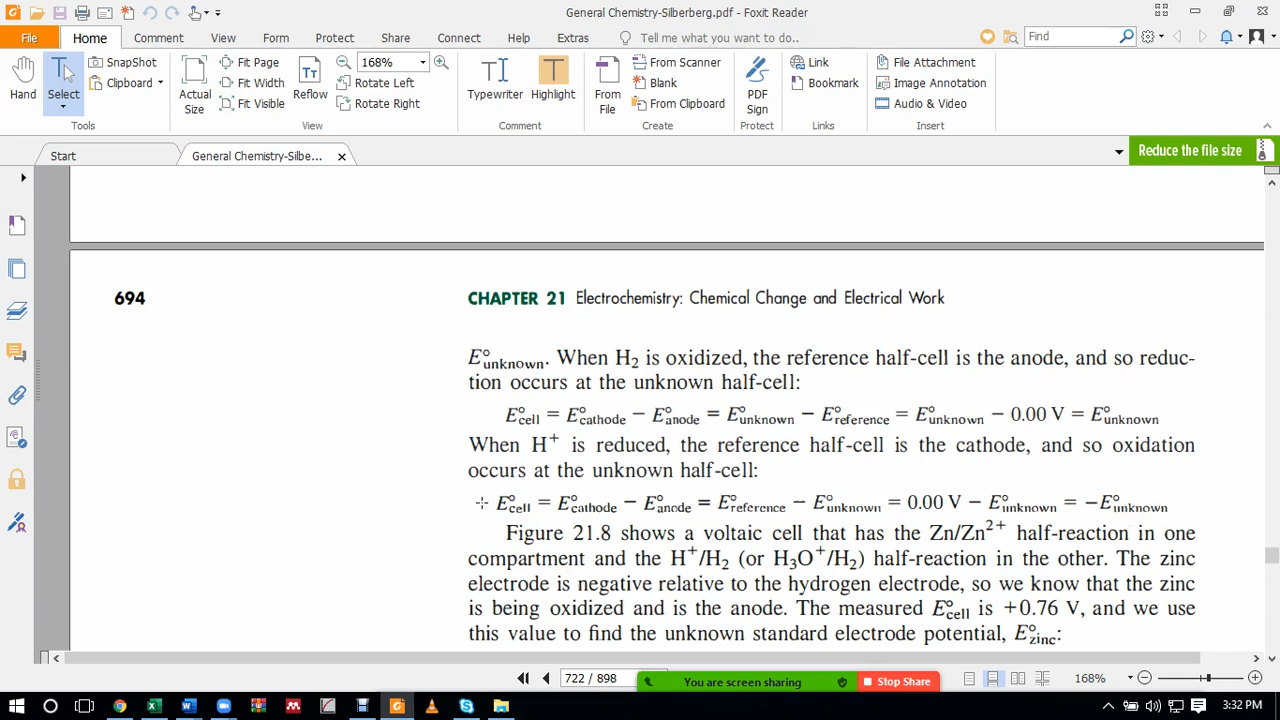 General Chemistry-Silberberg.pdf - Foxit Reader
File Home Comment View Form Protect Share Connect Help Extras Tell me what you want to do.. Find
Hand Select SnapShot Clipboard Actual Size Fit Page Fit Width Fit Visible Reflow 168% Rotate Left Rotate Right Typewriter Highlight From File From Scanner Blank From Clipboard PDF Sign Link Bookmark File Attachment Image Annotation Audio & Video
Tools View Comment Create Protect Links Insert
Start General Chemistry-Silbe... Reduce the file size
694 CHAPTER 21 Electrochemistry: Chemical Change and Electrical Work
E°unknown. When H2 is oxidized, the reference half-cell is the anode, and so reduc-
tion occurs at the unknown half-cell:
E°cell = E°cathode − E°anode = E°unknown − E°reference = E°unknown − 0.00 V = E°unknown
When H+ is reduced, the reference half-cell is the cathode, and so oxidation
occurs at the unknown half-cell:
E°cell = E°cathode − E°anode = E°reference − E°unknown = 0.00 V − E°unknown = −E°unknown
Figure 21.8 shows a voltaic cell that has the Zn/Zn2+ half-reaction in one
compartment and the H+/H2 (or H3O+/H2) half-reaction in the other. The zinc
electrode is negative relative to the hydrogen electrode, so we know that the zinc
is being oxidized and is the anode. The measured E°cell is +0.76 V, and we use
this value to find the unknown standard electrode potential, E°zinc:
722 / 898 You are screen sharing Stop Share 168%
3:32 PM